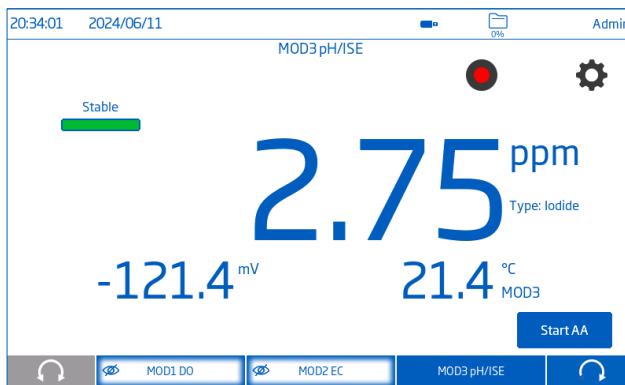 20:34:01 2024/06/11 0% Admin
MOD3 pH/ISE
Stable
2.75 ppm
Type: Iodide
-121.4 mV 21.4 °C
MOD3
Start AA
MOD1 DO MOD2 EC MOD3 pH/ISE